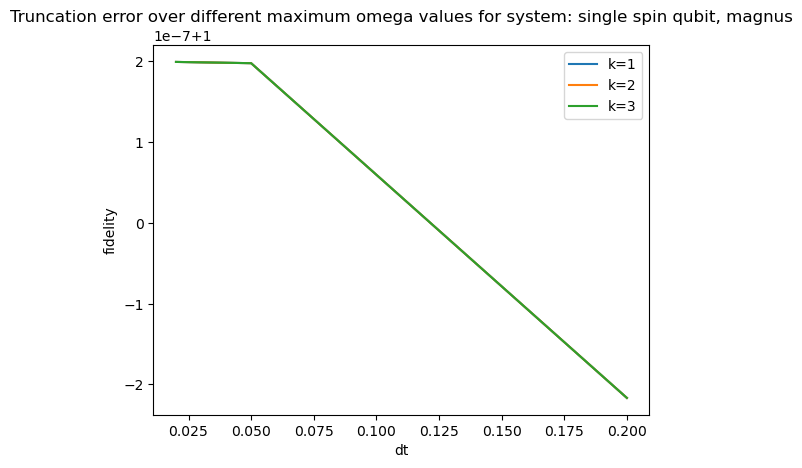 Truncation error over different maximum omega values for system: single spin qubit, magnus
1e−7+1
2
1
0
−1
−2
fidelity
k=1
k=2
k=3
0.025 0.050 0.075 0.100 0.125 0.150 0.175 0.200
dt